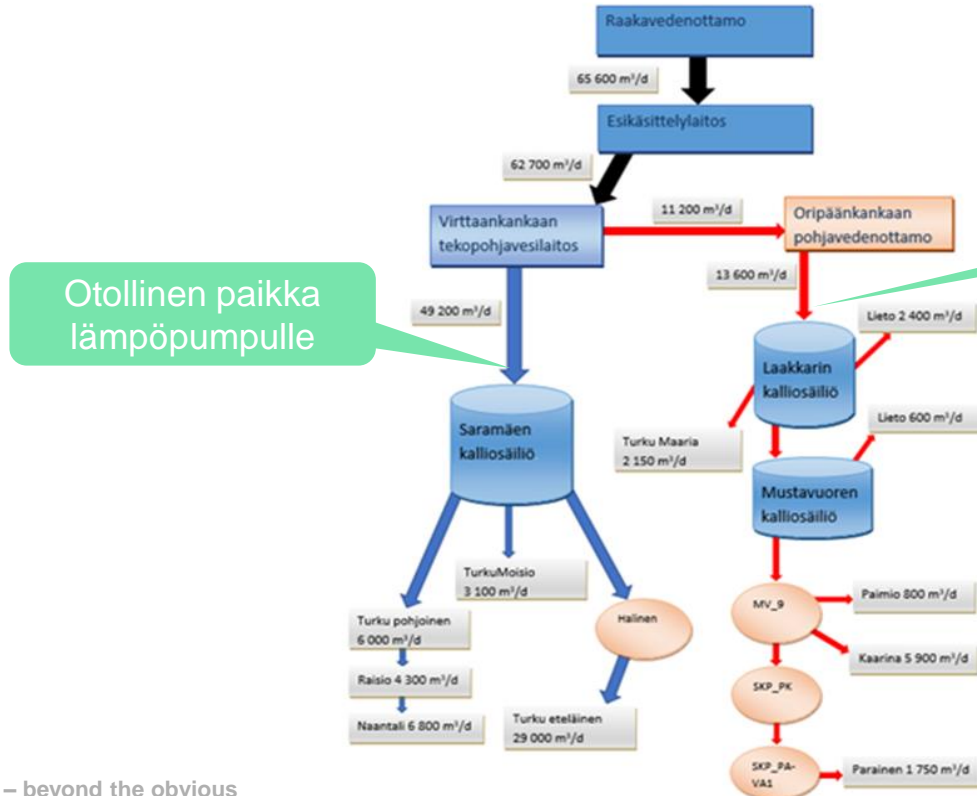 Raakavedenottamo
65 600 m³/d
Esikäsittelylaitos
62 700 m³/d
Virttaankankaan
tekopohjavesilaitos
11 200 m³/d
Oripäänkankaan
pohjavedenottamo
49 200 m³/d
13 600 m³/d
Otollinen paikka
lämpöpumpulle
Lieto 2 400 m³/d
Laakkarin
kalliosäiliö
Saramäen
kalliosäiliö
Turku Maaria
2 150 m³/d
Lieto 600 m³/d
Mustavuoren
kalliosäiliö
TurkuMoisio
3 100 m³/d
Turku pohjoinen
6 000 m³/d
Halinen
MV_9
Paimio 800 m³/d
Raisio 4 300 m³/d
Kaarina 5 900 m³/d
SKP_PK
Naantali 6 800 m³/d
Turku eteläinen
29 000 m³/d
SKP_PA-
VA1
Parainen 1 750 m³/d
– beyond the obvious